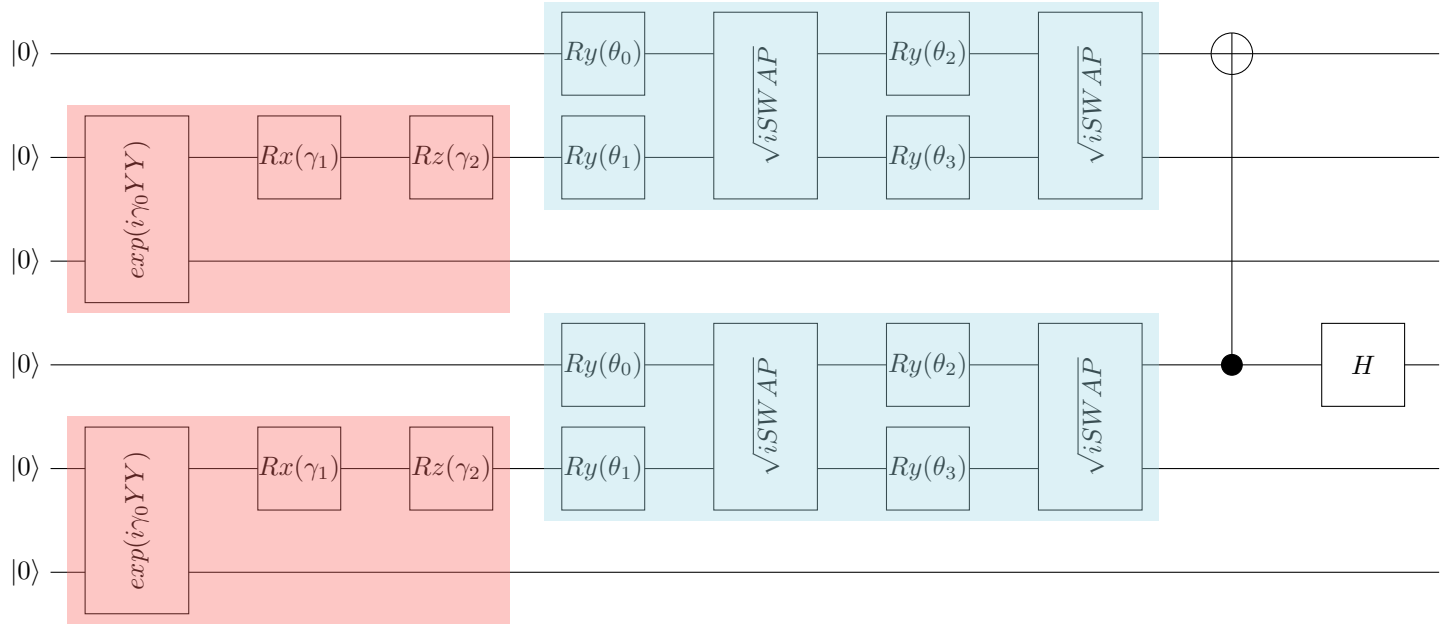 |0⟩ Ry(θ₀) √iSWAP Ry(θ₂) √iSWAP
|0⟩ exp(iγ₀YY) Rx(γ₁) Rz(γ₂) Ry(θ₁) Ry(θ₃)
|0⟩
|0⟩ Ry(θ₀) √iSWAP Ry(θ₂) √iSWAP H
|0⟩ exp(iγ₀YY) Rx(γ₁) Rz(γ₂) Ry(θ₁) Ry(θ₃)
|0⟩